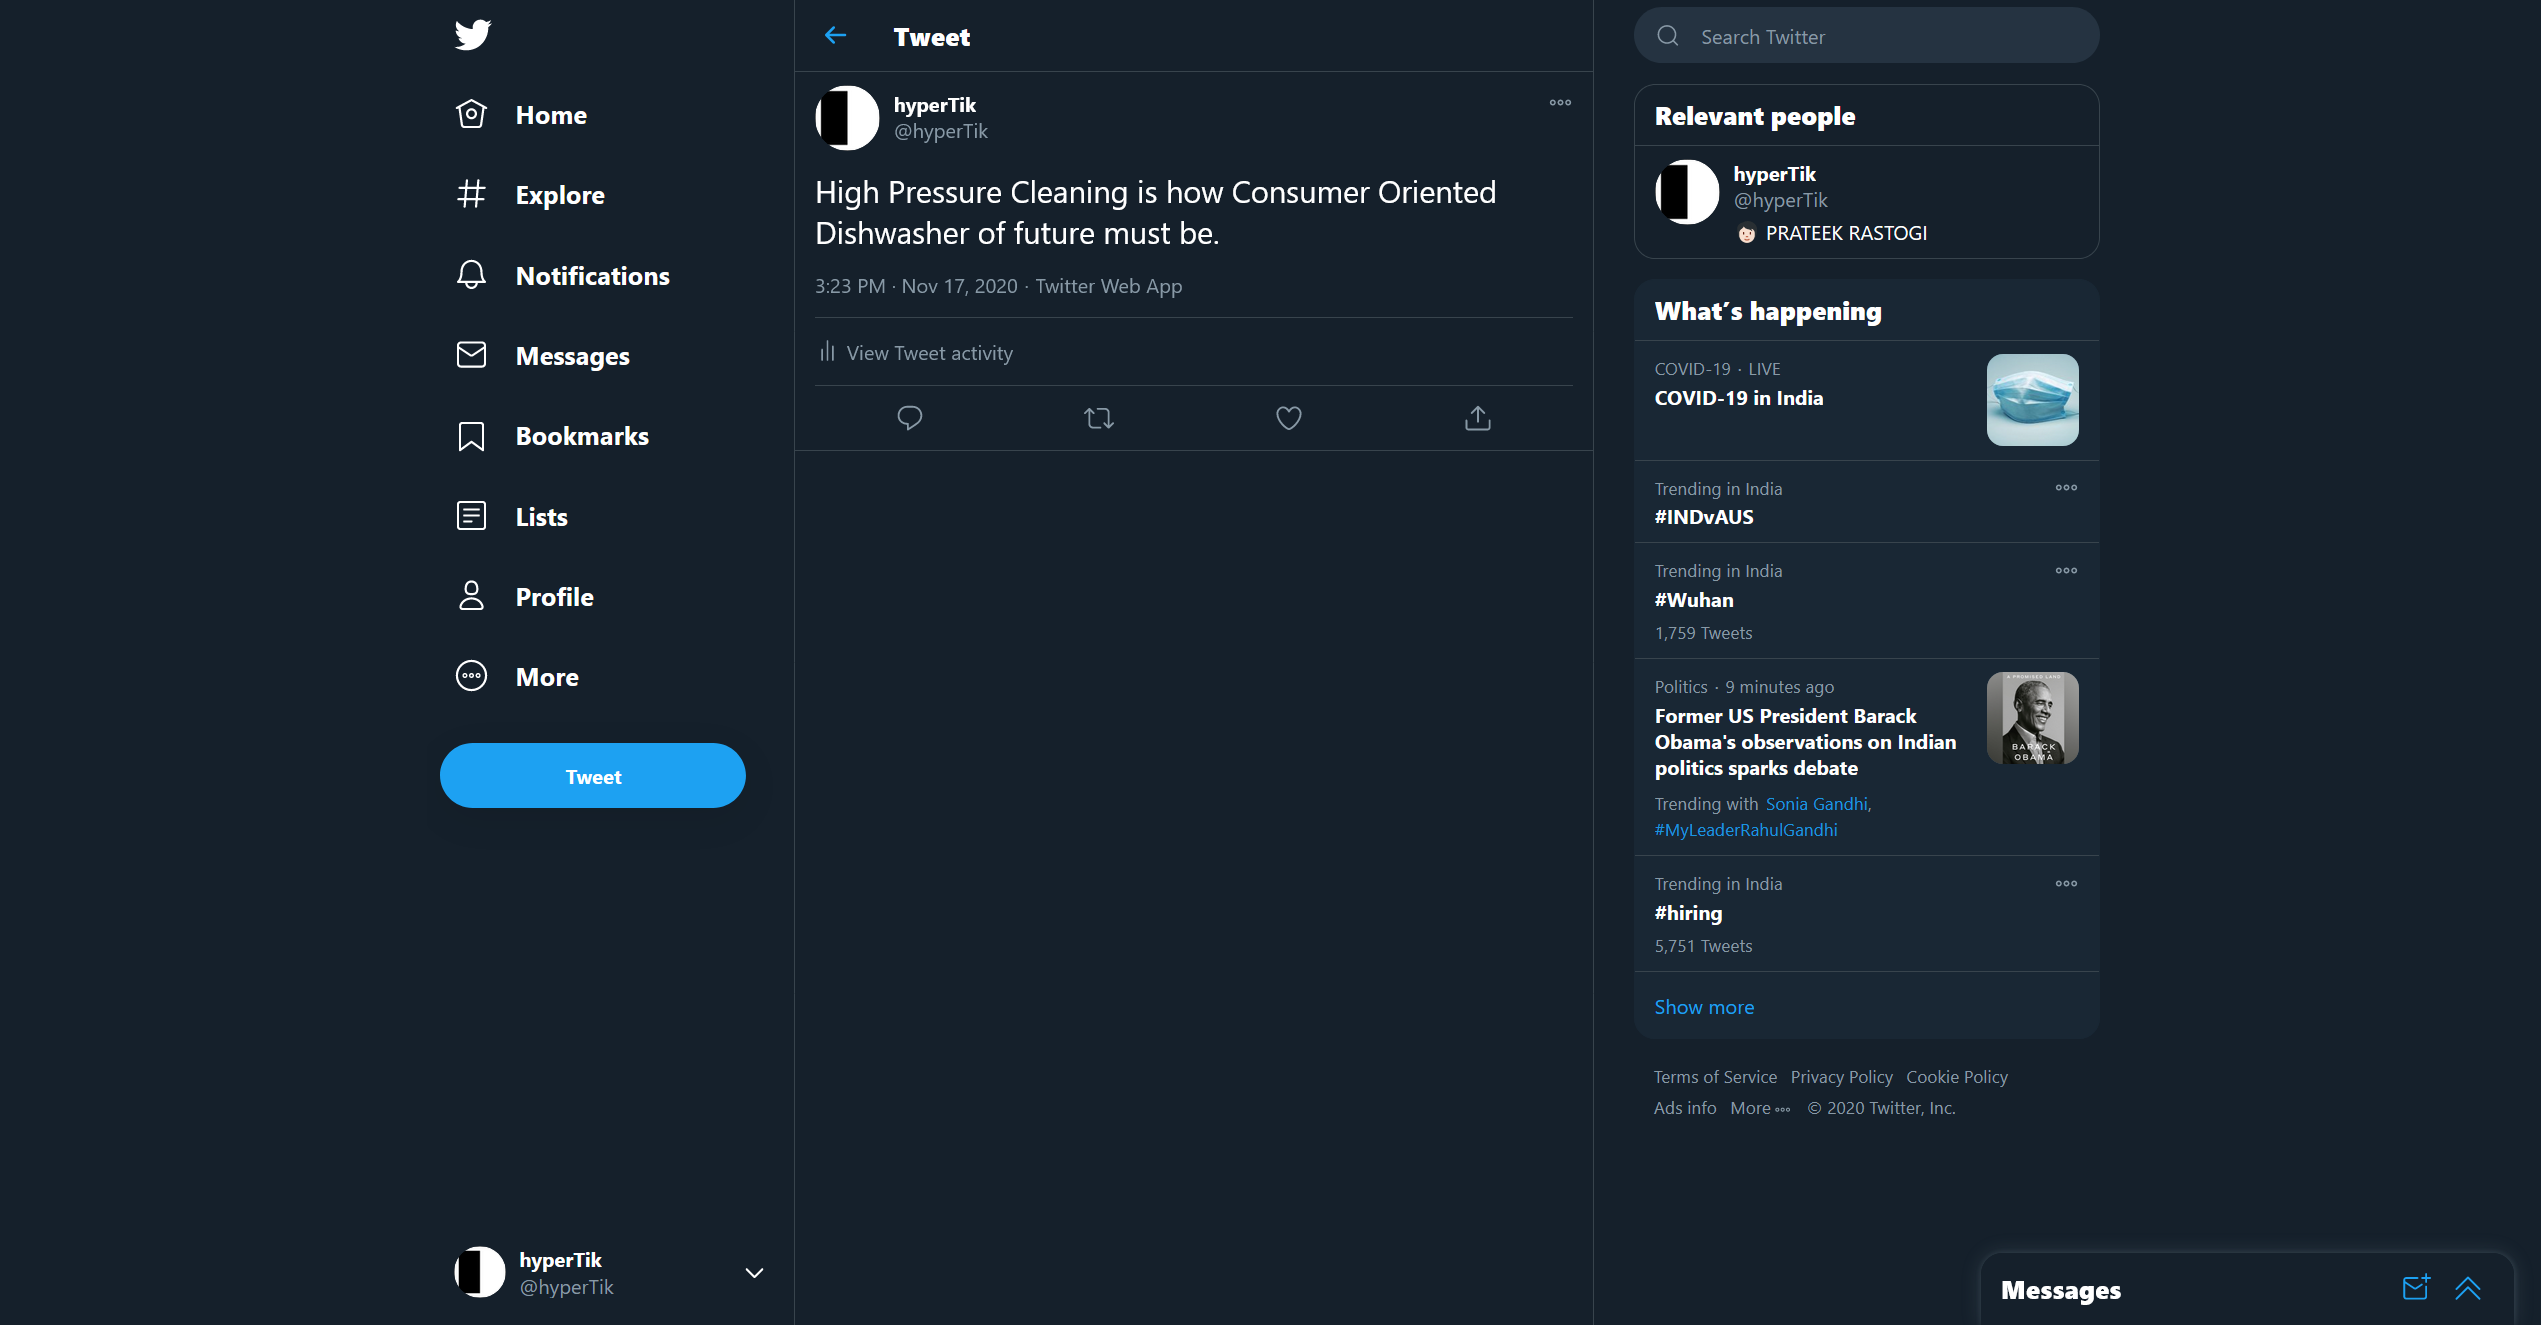 Home
Explore
Notifications
Messages
Bookmarks
Lists
Profile
More
Tweet
hyperTik
@hyperTik
Tweet
hyperTik
@hyperTik
High Pressure Cleaning is how Consumer Oriented
Dishwasher of future must be.
3:23 PM · Nov 17, 2020 · Twitter Web App
View Tweet activity
Search Twitter
Relevant people
hyperTik
@hyperTik
PRATEEK RASTOGI
What's happening
COVID-19 · LIVE
COVID-19 in India
Trending in India
#INDvAUS
Trending in India
#Wuhan
1,759 Tweets
Politics · 9 minutes ago
Former US President Barack
Obama's observations on Indian
politics sparks debate
A PROMISED LAND
BARACK
OBAMA
Trending with Sonia Gandhi,
#MyLeaderRahulGandhi
Trending in India
#hiring
5,751 Tweets
Show more
Terms of Service Privacy Policy Cookie Policy
Ads info More © 2020 Twitter, Inc.
Messages